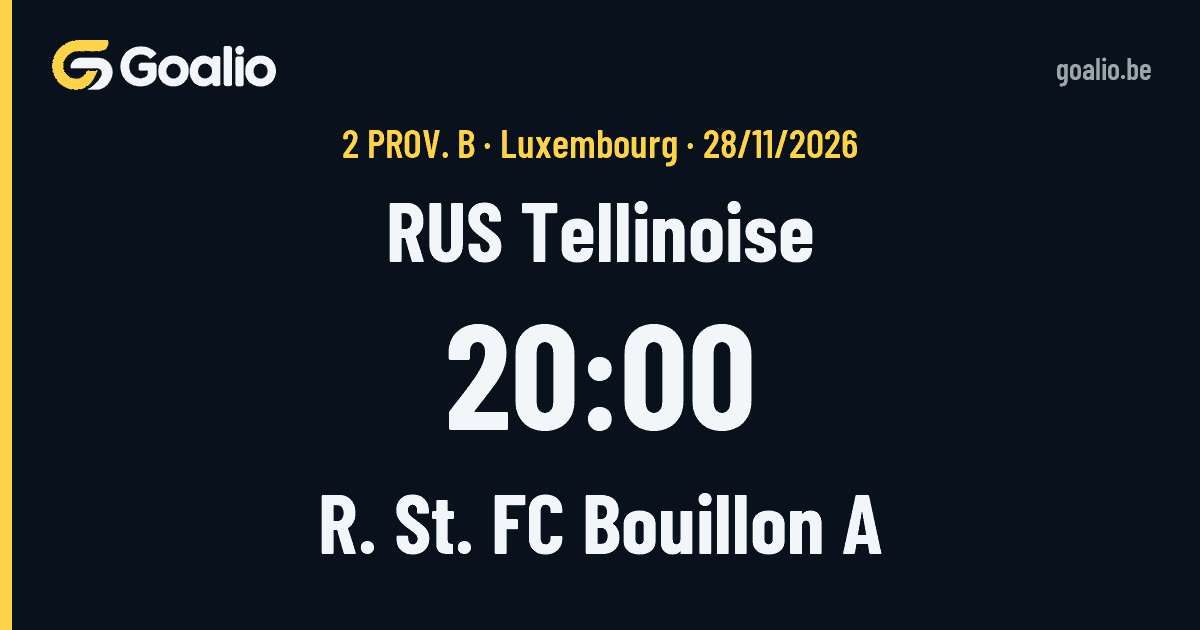 Goalio
goalio.be
2 PROV. B · Luxembourg · 28/11/2026
RUS Tellinoise
20:00
R. St. FC Bouillon A